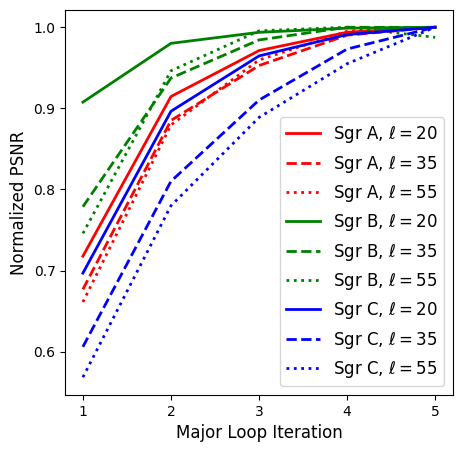 1.0
0.9
0.8
0.7
0.6
Normalized PSNR
Sgr A, ℓ = 20
Sgr A, ℓ = 35
Sgr A, ℓ = 55
Sgr B, ℓ = 20
Sgr B, ℓ = 35
Sgr B, ℓ = 55
Sgr C, ℓ = 20
Sgr C, ℓ = 35
Sgr C, ℓ = 55
1 2 3 4 5
Major Loop Iteration